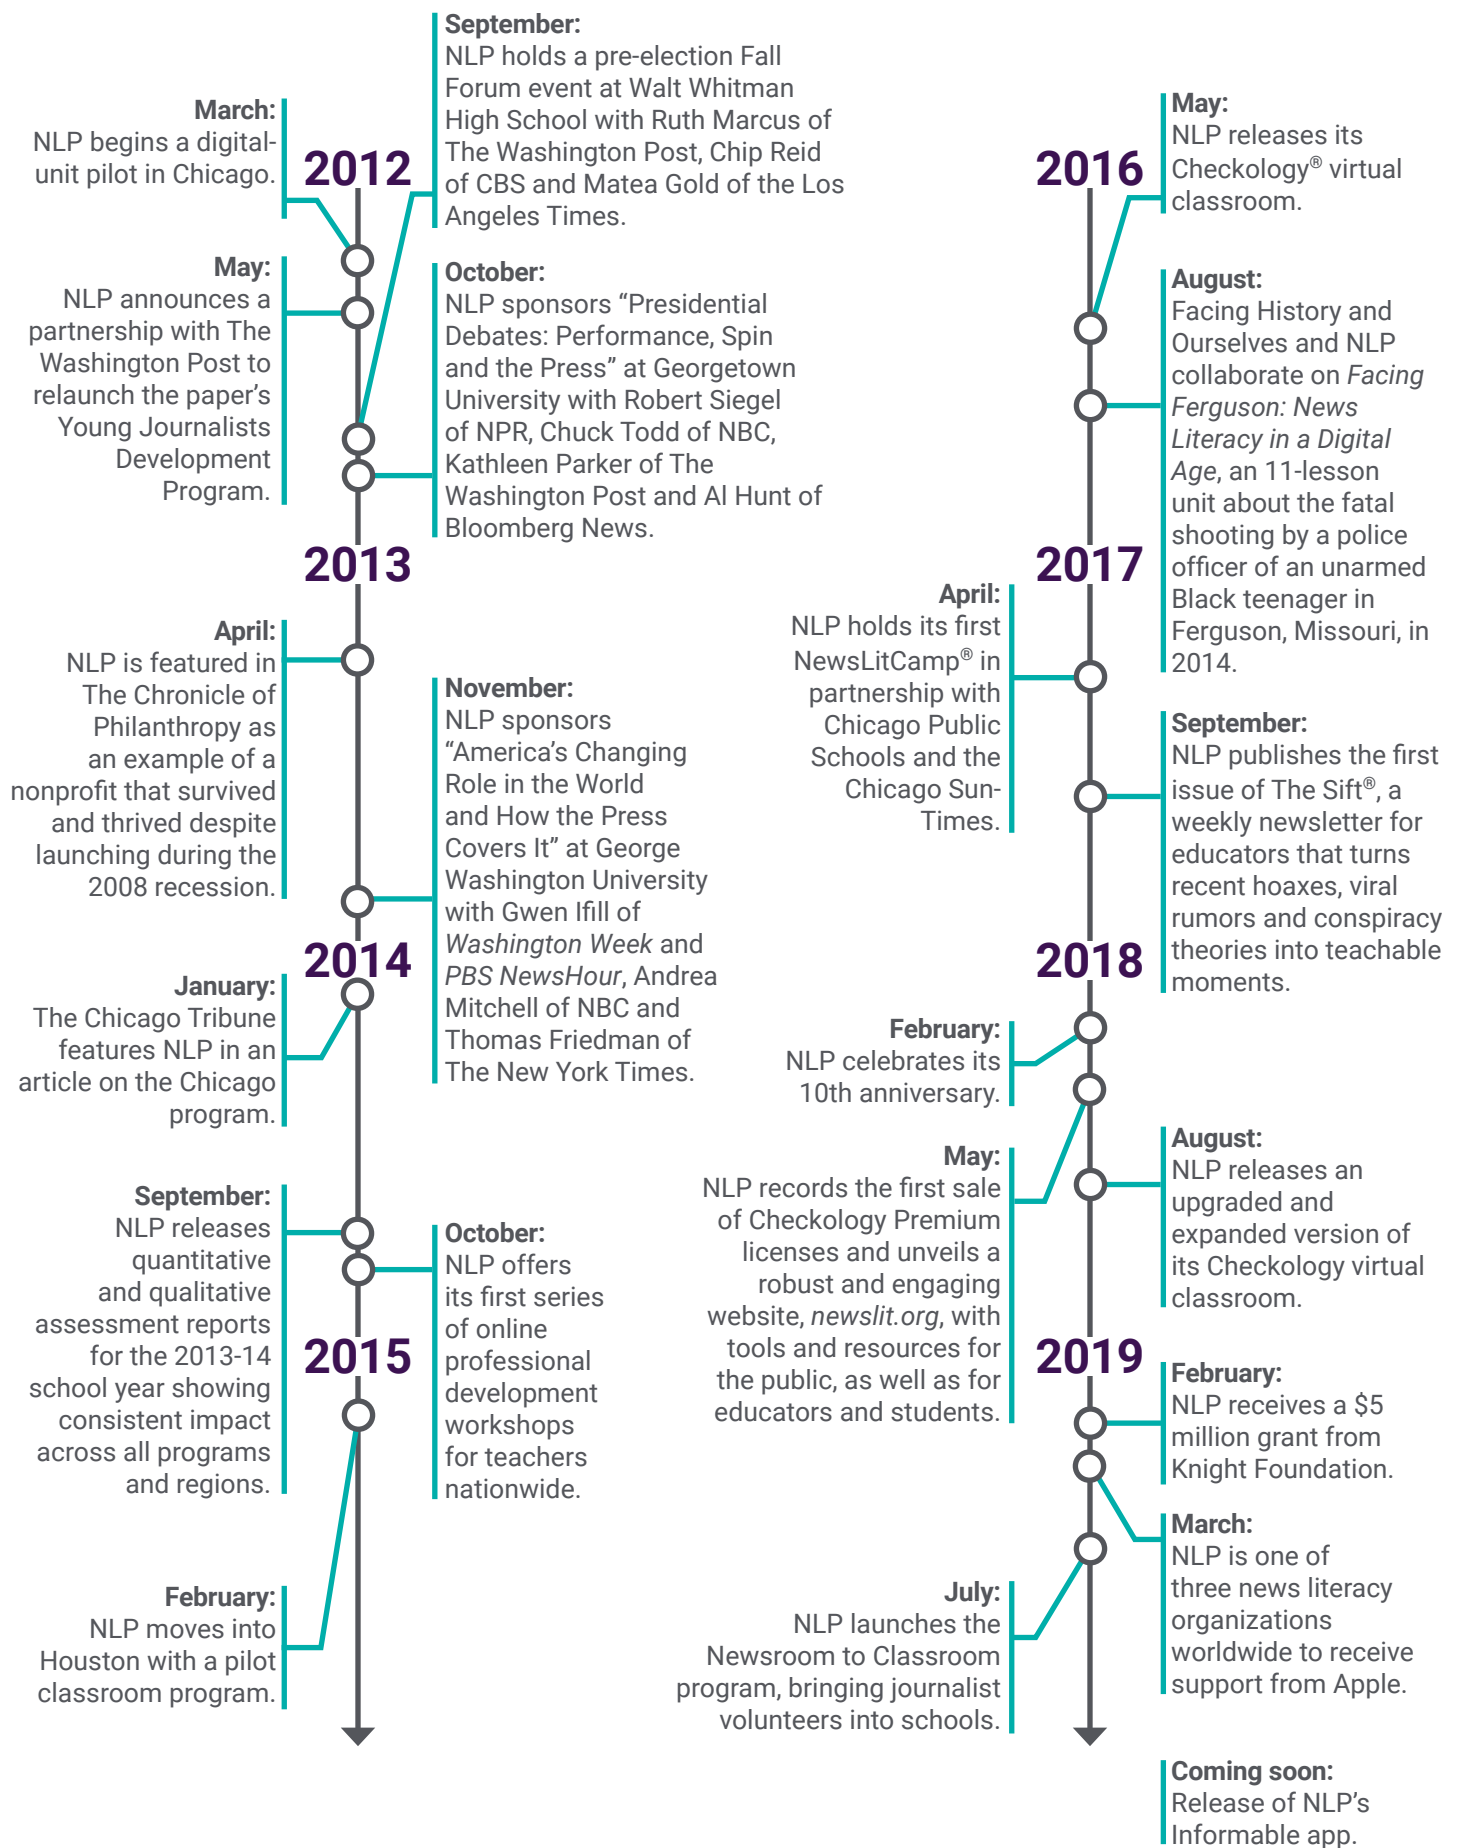 2012
March:
NLP begins a digital-
unit pilot in Chicago.
May:
NLP announces a
partnership with The
Washington Post to
relaunch the paper’s
Young Journalists
Development
Program.
September:
NLP holds a pre-election Fall
Forum event at Walt Whitman
High School with Ruth Marcus of
The Washington Post, Chip Reid
of CBS and Matea Gold of the Los
Angeles Times.
October:
NLP sponsors “Presidential
Debates: Performance, Spin
and the Press” at Georgetown
University with Robert Siegel
of NPR, Chuck Todd of NBC,
Kathleen Parker of The
Washington Post and Al Hunt of
Bloomberg News.
2013
April:
NLP is featured in
The Chronicle of
Philanthropy as
an example of a
nonprofit that survived
and thrived despite
launching during the
2008 recession.
November:
NLP sponsors
“America’s Changing
Role in the World
and How the Press
Covers It” at George
Washington University
with Gwen Ifill of
Washington Week and
PBS NewsHour, Andrea
Mitchell of NBC and
Thomas Friedman of
The New York Times.
2014
January:
The Chicago Tribune
features NLP in an
article on the Chicago
program.
September:
NLP releases
quantitative
and qualitative
assessment reports
for the 2013-14
school year showing
consistent impact
across all programs
and regions.
October:
NLP offers
its first series
of online
professional
development
workshops
for teachers
nationwide.
2015
February:
NLP moves into
Houston with a pilot
classroom program.
2016
May:
NLP releases its
Checkology® virtual
classroom.
August:
Facing History and
Ourselves and NLP
collaborate on Facing
Ferguson: News
Literacy in a Digital
Age, an 11-lesson
unit about the fatal
shooting by a police
officer of an unarmed
Black teenager in
Ferguson, Missouri, in
2014.
2017
April:
NLP holds its first
NewsLitCamp® in
partnership with
Chicago Public
Schools and the
Chicago Sun-
Times.
September:
NLP publishes the first
issue of The Sift®, a
weekly newsletter for
educators that turns
recent hoaxes, viral
rumors and conspiracy
theories into teachable
moments.
2018
February:
NLP celebrates its
10th anniversary.
May:
NLP records the first sale
of Checkology Premium
licenses and unveils a
robust and engaging
website, newslit.org, with
tools and resources for
the public, as well as for
educators and students.
August:
NLP releases an
upgraded and
expanded version of
its Checkology virtual
classroom.
2019
February:
NLP receives a $5
million grant from
Knight Foundation.
March:
NLP is one of
three news literacy
organizations
worldwide to receive
support from Apple.
July:
NLP launches the
Newsroom to Classroom
program, bringing journalist
volunteers into schools.
Coming soon:
Release of NLP’s
Informable app.